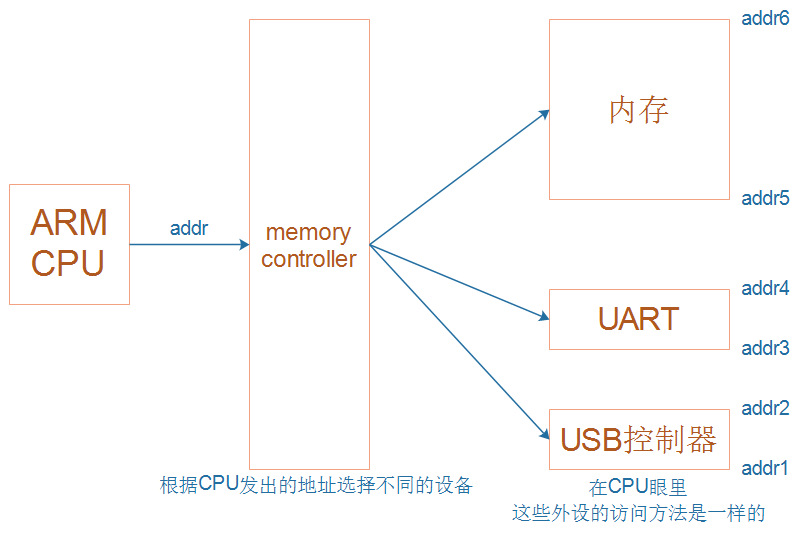 ARM
CPU
addr
memory
controller
内存
addr6
addr5
UART
addr4
addr3
USB控制器
addr2
addr1
根据CPU发出的地址选择不同的设备
在CPU眼里
这些外设的访问方法是一样的